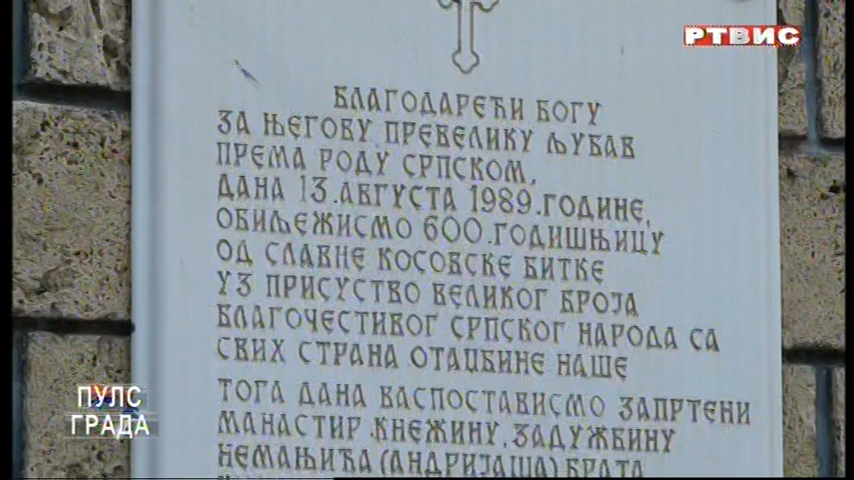 РТВИС
БЛАГОДАРЕЋИ БОГУ
ЗА ЊЕГОВУ ПРЕВЕЛИКУ ЉУБАВ
ПРЕМА РОДУ СРПСКОМ,
ДАНА 13.АВГУСТА 1989.ГОДИНЕ,
ОБИЉЕЖИСМО 600.ГОДИШЊИЦУ
ОД СЛАВНЕ КОСОВСКЕ БИТКЕ
УЗ ПРИСУСТВО ВЕЛИКОГ БРОЈА
БЛАГОЧЕСТИВОГ СРПСКОГ НАРОДА СА
СВИХ СТРАНА ОТАЏБИНЕ НАШЕ
ТОГА ДАНА ВАСПОСТАВИСМО ЗАПРТЕНИ
МАНАСТИР КНЕЖИНУ, ЗАДУЖБИНУ
НЕМАЊИЋА (АНДРИЈАША) БРАТА
ПУЛС
ГРАДА